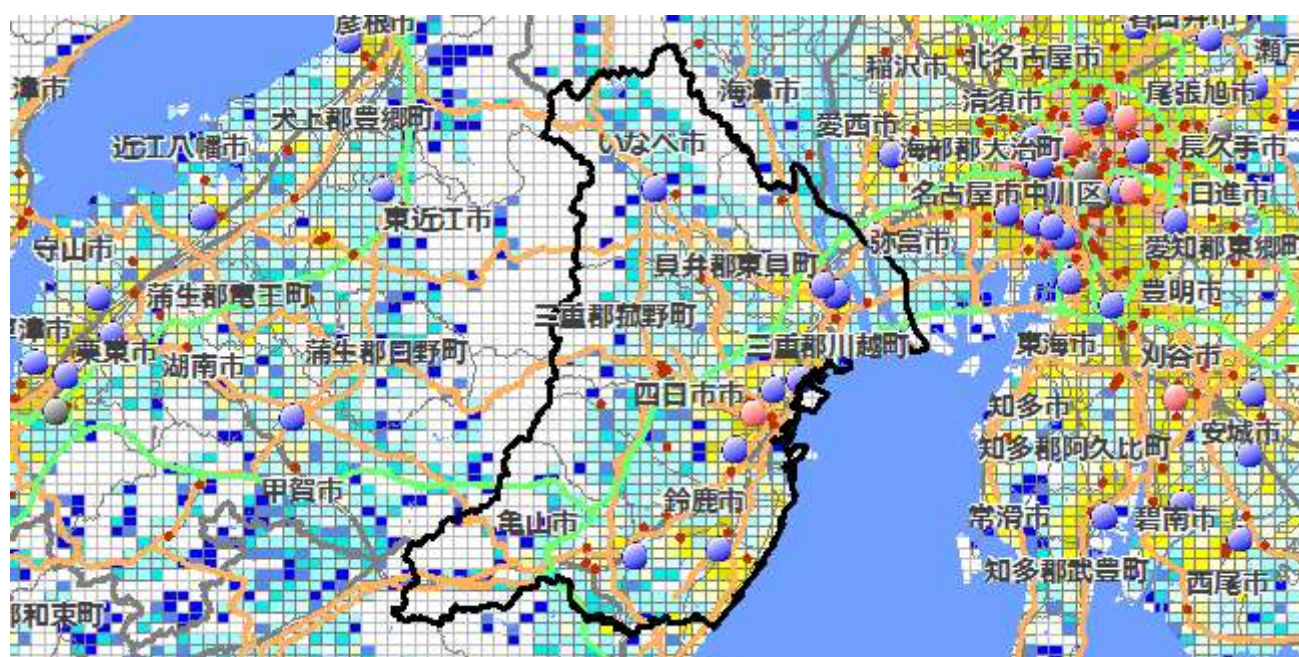 彦根市
春日井市
瀬戸
北名古屋市
稲沢市
津市
海津市
清須市
尾張旭市
犬上郡豊郷町
愛西市
近江八幡市
いなべ市
海部郡大治町
長久手市
名古屋市中川区
日進市
東近江市
弥富市
愛知郡東郷町
守山市
員弁郡東員町
蒲生郡竜王町
豊明市
三重郡菰野町
栗東市
蒲生郡日野町
三重郡川越町
東海市
湖南市
刈谷市
四日市市
知多市
安城市
知多郡阿久比町
甲賀市
鈴鹿市
亀山市
常滑市
碧南市
知多郡武豊町
西尾市
郡和束町